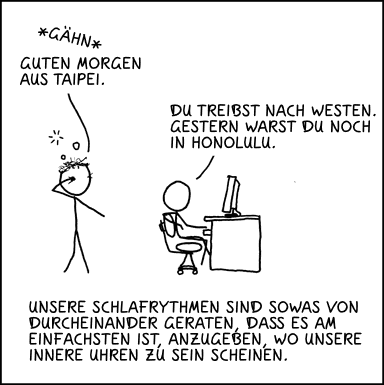 *GÄHN*
GUTEN MORGEN
AUS TAIPEI.
DU TREIBST NACH WESTEN.
GESTERN WARST DU NOCH
IN HONOLULU.
UNSERE SCHLAFRYTHMEN SIND SOWAS VON
DURCHEINANDER GERATEN, DASS ES AM
EINFACHSTEN IST, ANZUGEBEN, WO UNSERE
INNERE UHREN ZU SEIN SCHEINEN.